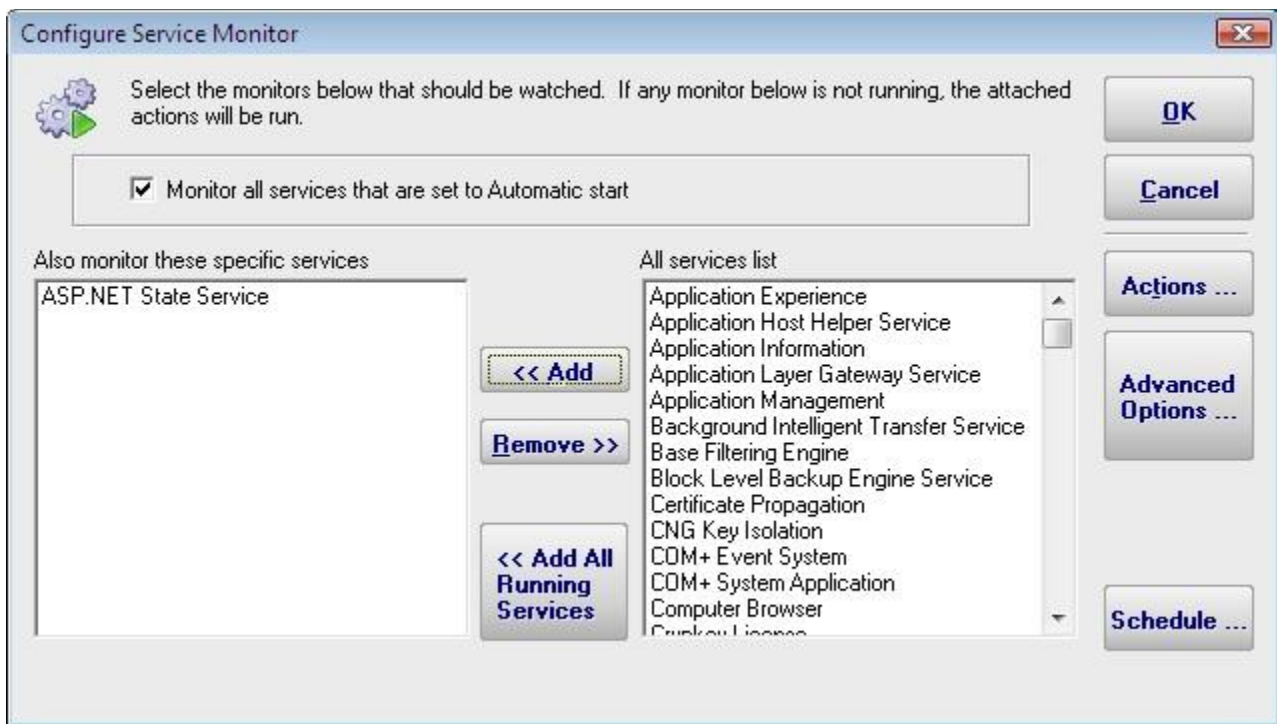 Configure Service Monitor
Select the monitors below that should be watched. If any monitor below is not running, the attached
actions will be run.
OK
Monitor all services that are set to Automatic start
Cancel
Also monitor these specific services
ASP.NET State Service
<< Add
Remove >>
<< Add All
Running
Services
All services list
Application Experience
Application Host Helper Service
Application Information
Application Layer Gateway Service
Application Management
Background Intelligent Transfer Service
Base Filtering Engine
Block Level Backup Engine Service
Certificate Propagation
CNG Key Isolation
COM+ Event System
COM+ System Application
Computer Browser
Actions ...
Advanced
Options ...
Schedule ...